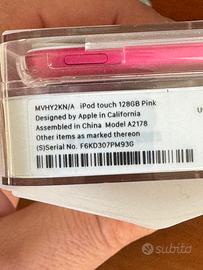 MVHY2KN/A iPod touch 128GB Pink
Designed by Apple in California
Assembled in China Model A2178
Other items as marked thereon
(S)Serial No. F6KD307PM93G
subito